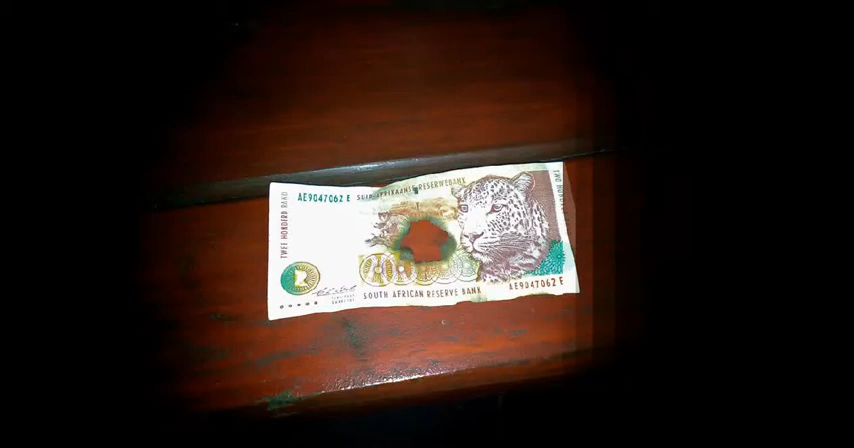 AE9047062 E
SUID-AFRIKAANSE RESERWEBANK
TWEE HONDERD RAND
SOUTH AFRICAN RESERVE BANK
AE9047062 E